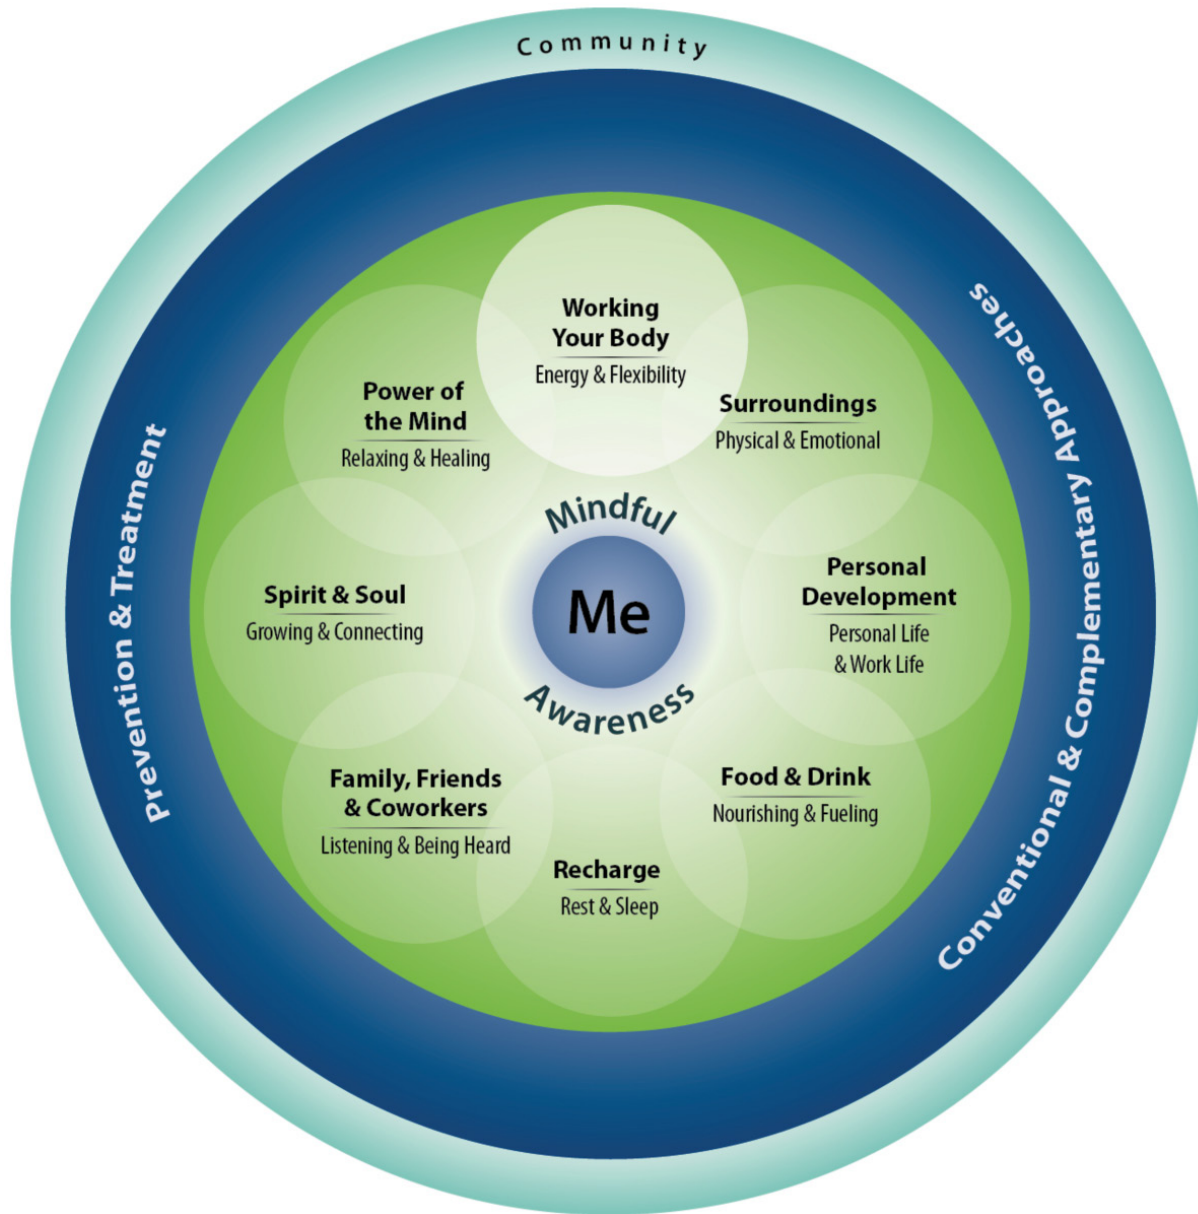 Community
Prevention & Treatment
Conventional & Complementary Approaches
Working
Your Body
Energy & Flexibility
Surroundings
Physical & Emotional
Personal
Development
Personal Life
& Work Life
Food & Drink
Nourishing & Fueling
Recharge
Rest & Sleep
Family, Friends
& Coworkers
Listening & Being Heard
Spirit & Soul
Growing & Connecting
Power of
the Mind
Relaxing & Healing
Mindful
Me
Awareness